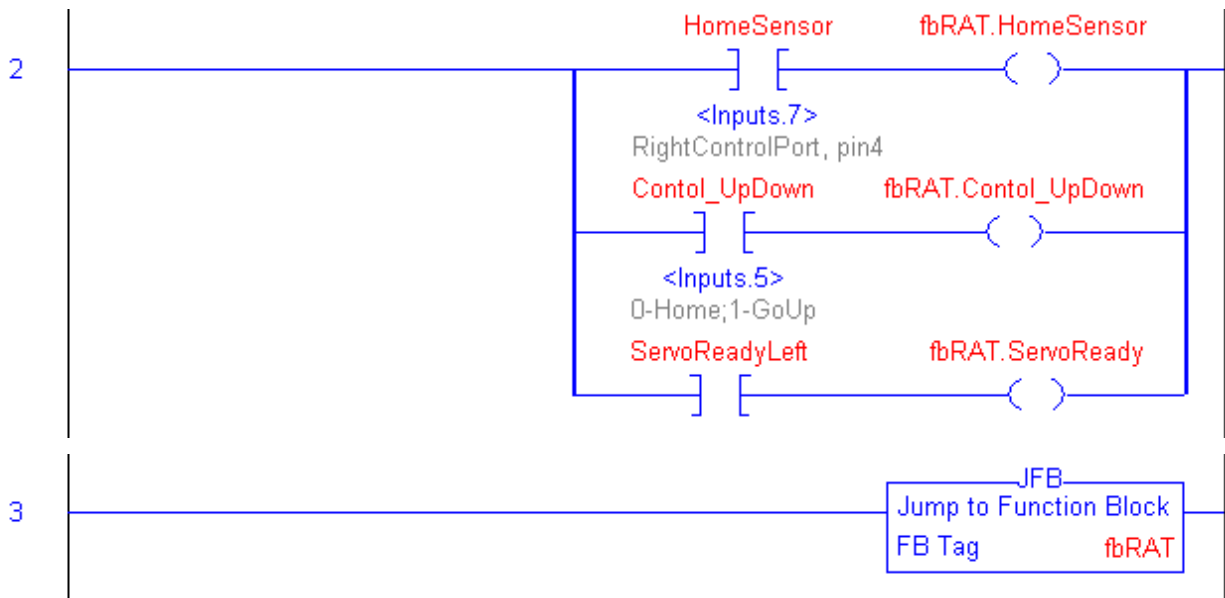 HomeSensor fbRAT.HomeSensor
2
<Inputs.7>
RightControlPort, pin4
Contol_UpDown fbRAT.Contol_UpDown
<Inputs.5>
0-Home;1-GoUp
ServoReadyLeft fbRAT.ServoReady
JFB
3
Jump to Function Block
FB Tag fbRAT